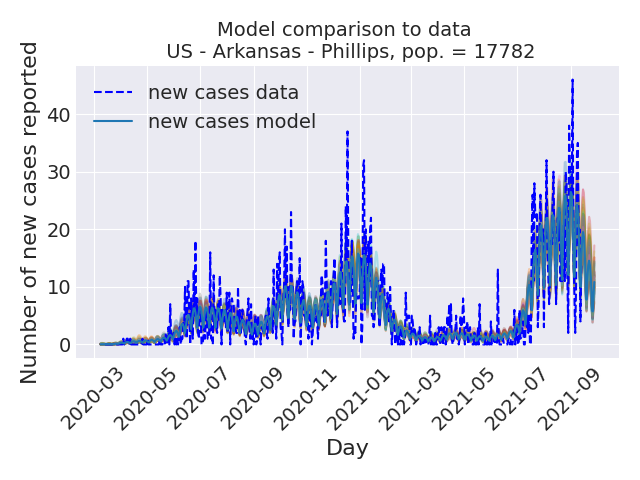 Model comparison to data
US - Arkansas - Phillips, pop. = 17782
new cases data
new cases model
Number of new cases reported
40
30
20
10
0
2020-03
2020-05
2020-07
2020-09
2020-11
2021-01
2021-03
2021-05
2021-07
2021-09
Day